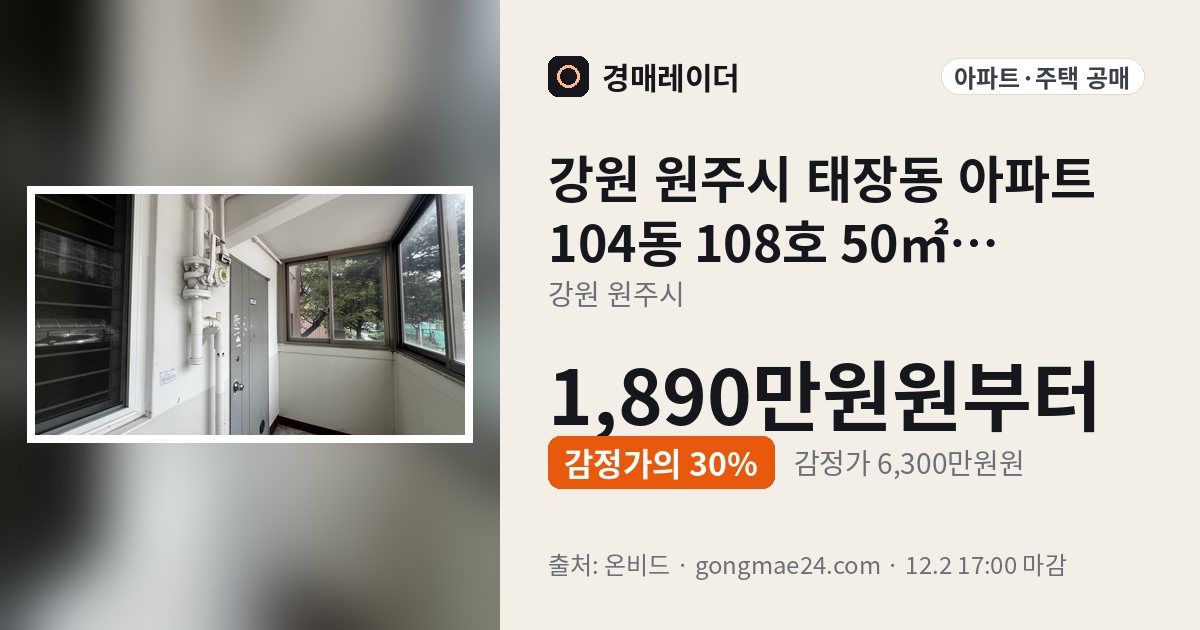 경매레이더
아파트·주택 공매
강원 원주시 태장동 아파트
104동 108호 50㎡…
강원 원주시
1,890만원원부터
감정가의 30%
감정가 6,300만원원
출처: 온비드 · gongmae24.com · 12.2 17:00 마감